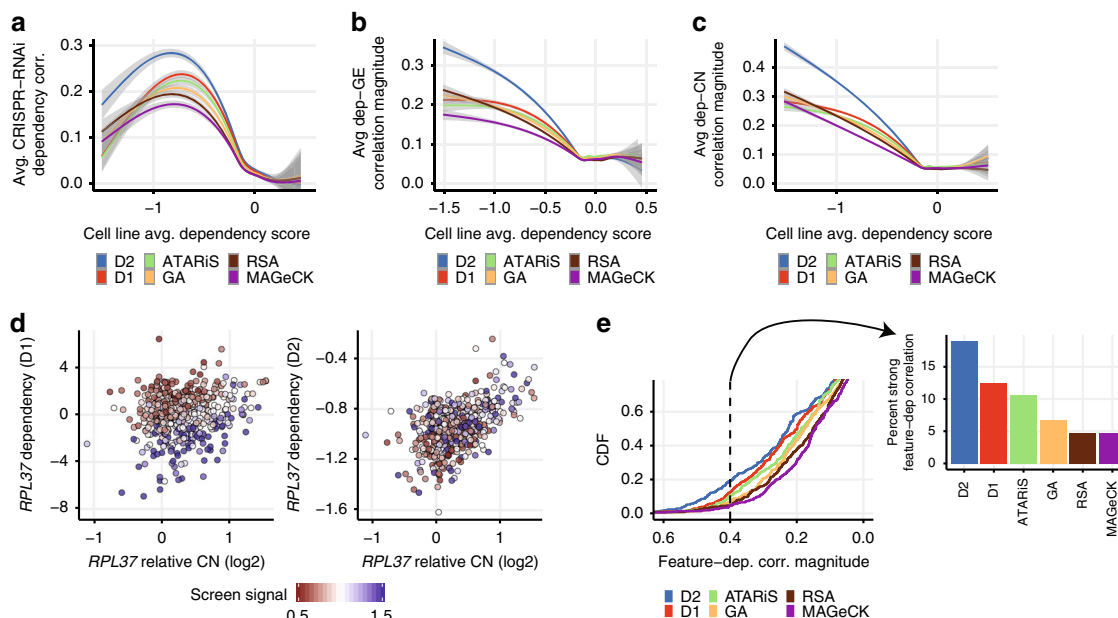 a
0.3
0.2
0.1
0.0
Avg. CRISPR−RNAi
dependency corr.
−1
0
Cell line avg. dependency score
D2
ATARiS
RSA
D1
GA
MAGeCK
b
0.3
0.2
0.1
0.0
Avg dep−GE
correlation magnitude
−1.5
−1.0
−0.5
0.0
0.5
Cell line avg. dependency score
D2
ATARiS
RSA
D1
GA
MAGeCK
c
0.4
0.3
0.2
0.1
0.0
Avg dep−CN
correlation magnitude
−1
0
Cell line avg. dependency score
D2
ATARiS
RSA
D1
GA
MAGeCK
d
4
0
−4
−8
RPL37 dependency (D1)
−1
0
1
RPL37 relative CN (log2)
−0.4
−0.8
−1.2
−1.6
RPL37 dependency (D2)
−1
0
1
RPL37 relative CN (log2)
Screen signal
0.5
1.5
e
0.6
0.4
0.2
0.0
CDF
0.6
0.4
0.2
0.0
Feature−dep. corr. magnitude
D2
ATARiS
RSA
D1
GA
MAGeCK
Percent strong
feature−dep correlation
15
10
5
0
D2
D1
ATARiS
GA
RSA
MAGeCK